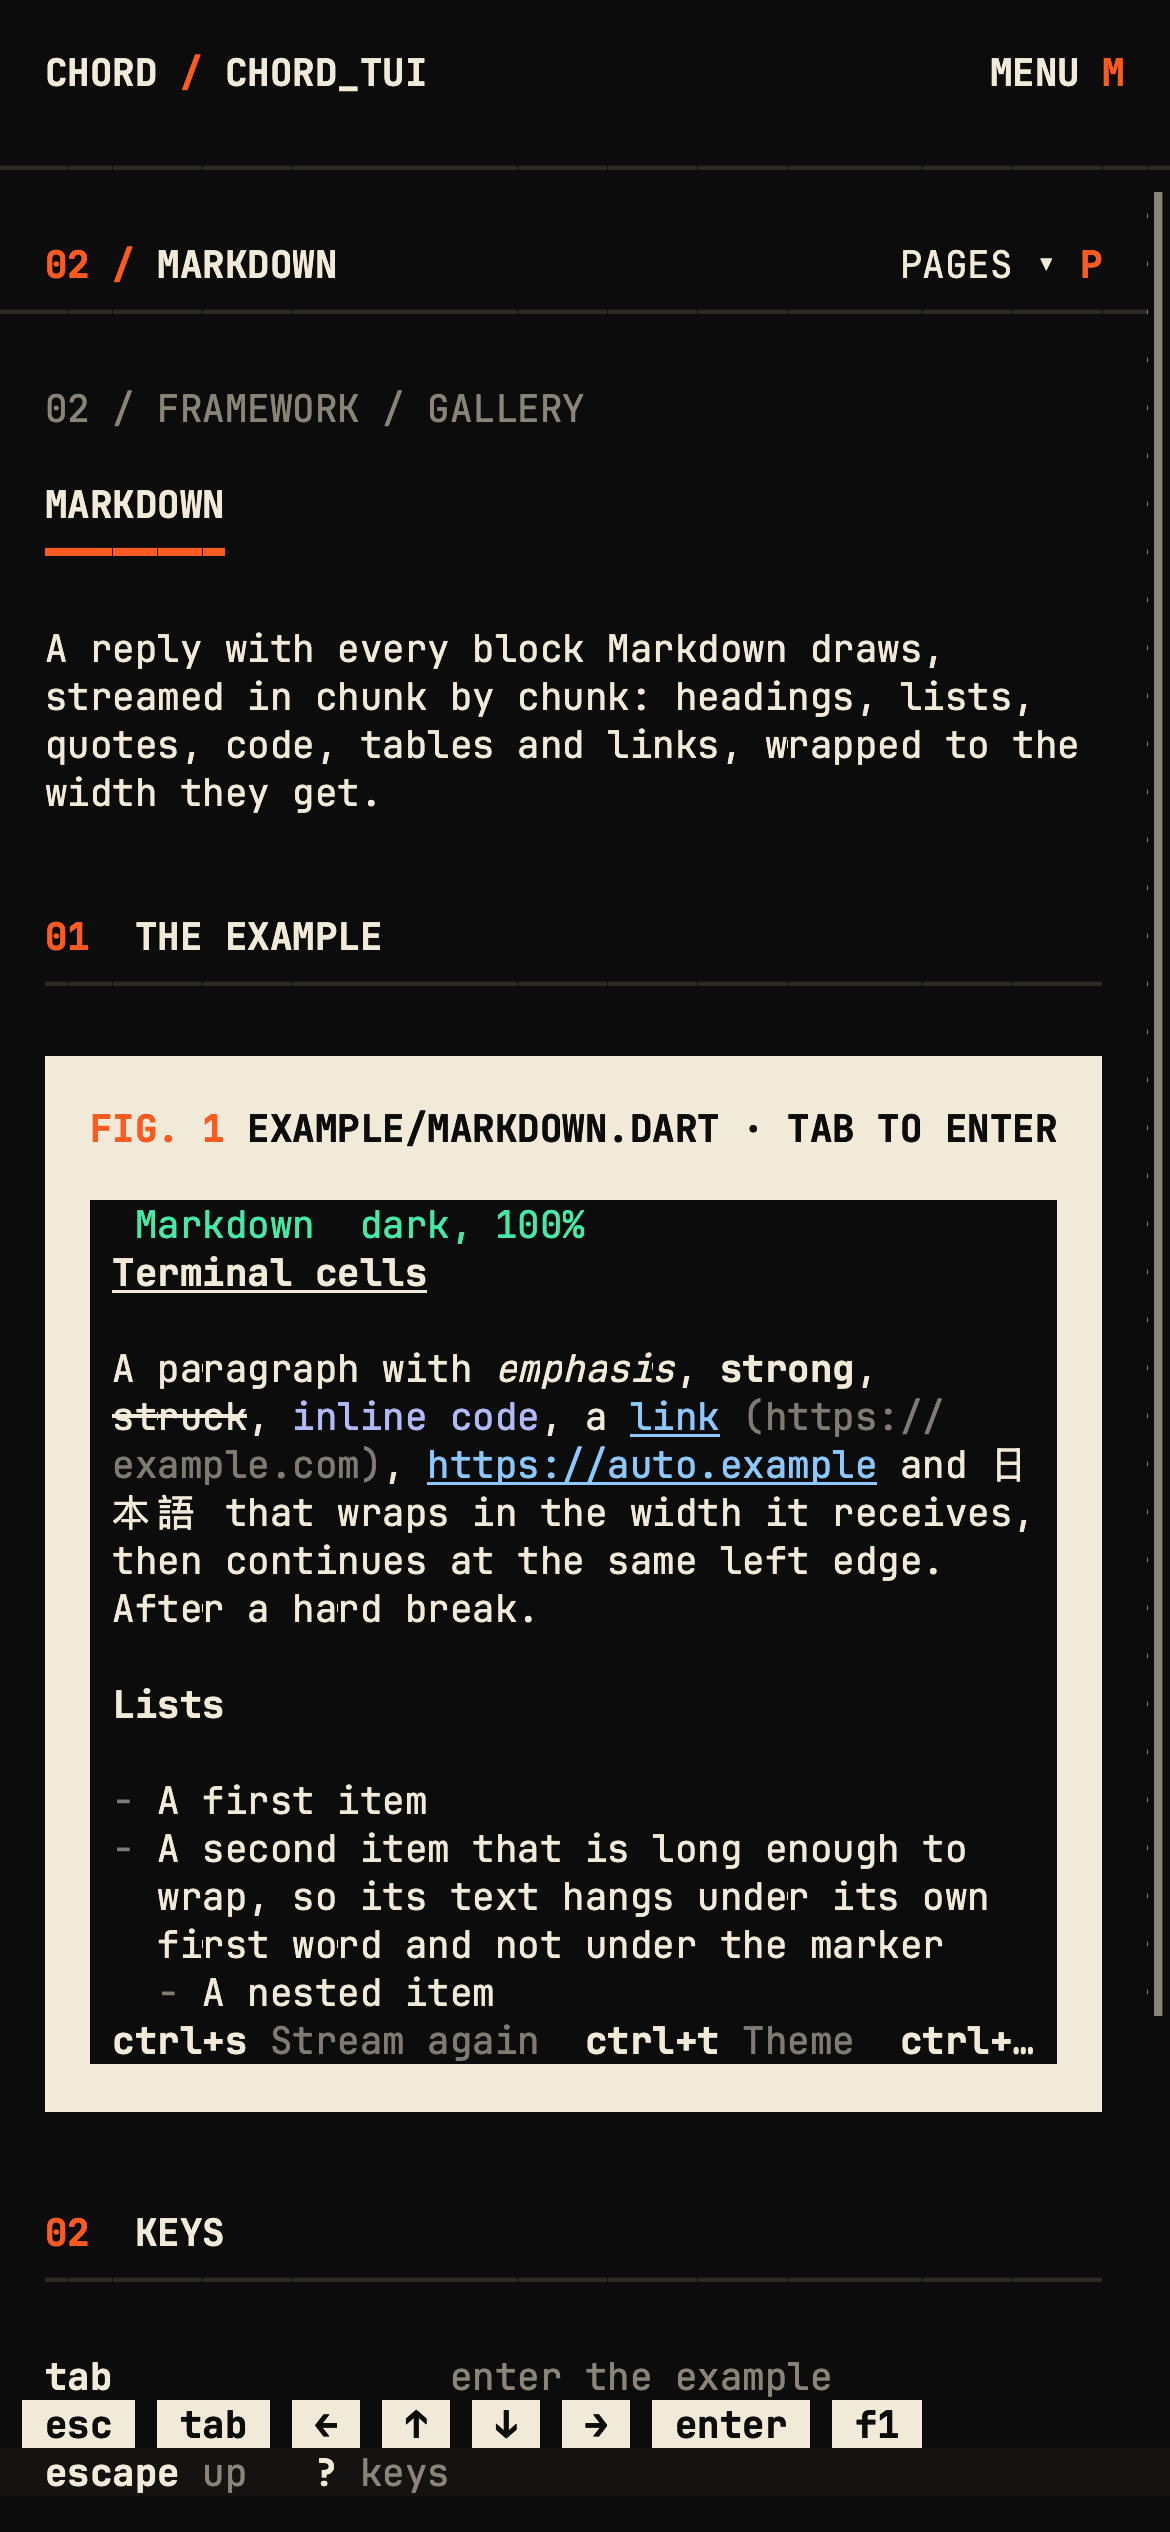 CHORD / CHORD_TUI MENU M
02 / MARKDOWN PAGES ▾ P
02 / FRAMEWORK / GALLERY
MARKDOWN
A reply with every block Markdown draws,
streamed in chunk by chunk: headings, lists,
quotes, code, tables and links, wrapped to the
width they get.
01 THE EXAMPLE
FIG. 1 EXAMPLE/MARKDOWN.DART · TAB TO ENTER
Markdown dark, 100%
Terminal cells
A paragraph with emphasis, strong,
struck, inline code, a link (https://
example.com), https://auto.example and 日
本語 that wraps in the width it receives,
then continues at the same left edge.
After a hard break.
Lists
- A first item
- A second item that is long enough to
wrap, so its text hangs under its own
first word and not under the marker
- A nested item
ctrl+s Stream again ctrl+t Theme ctrl+…
02 KEYS
tab enter the example
esc tab ← ↑ ↓ → enter f1
escape up ? keys